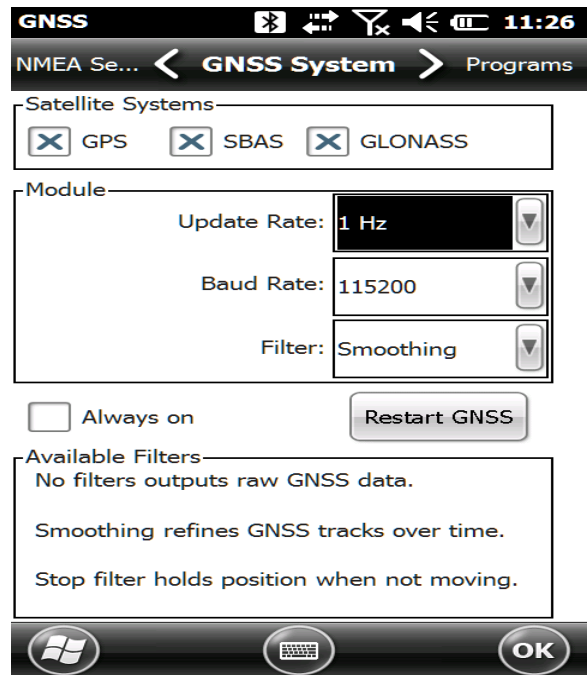 GNSS 11:26
NMEA Se... GNSS System Programs
Satellite Systems
GPS SBAS GLONASS
Module
Update Rate: 1 Hz
Baud Rate: 115200
Filter: Smoothing
Always on Restart GNSS
Available Filters
No filters outputs raw GNSS data.
Smoothing refines GNSS tracks over time.
Stop filter holds position when not moving.
OK